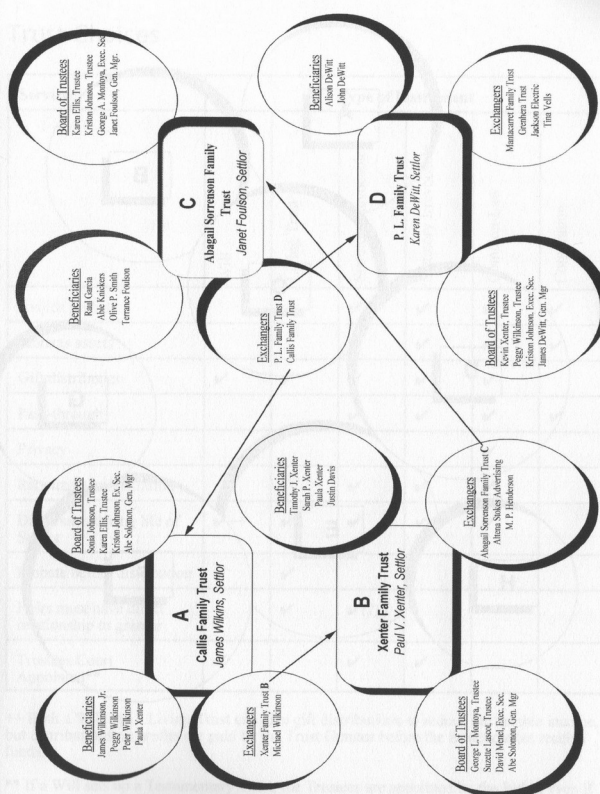 Board of Trustees
Karen Ellis, Trustee
Kriston Johnson, Trustee
George A. Montoya, Exec. Sec
Janet Foulson, Gen. Mgr.
C
Abagail Sorrenson Family
Trust
Janet Foulson, Settlor
Beneficiaries
Raul Garcia
Able Knickers
Olive P. Smith
Terrance Foulson
Exchangers
P. L. Family Trust D
Callis Family Trust
Beneficiaries
Alison DeWitt
John DeWitt
D
P. L. Family Trust
Karen DeWitt, Settlor
Exchangers
Mantacarret Family Trust
Grenhera Trust
Jackson Electric
Tina Vells
Board of Trustees
Kevin Xenter, Trustee
Peggy Wilkinson, Trustee
Kriston Johnson, Exec. Sec.
James DeWitt, Gen. Mgr
Board of Trustees
Sonia Johnson, Trustee
Karen Ellis, Trustee
Kriston Johnson, Ex. Sec.
Abe Solomon, Gen. Mgr
A
Callis Family Trust
James Wilkins, Settlor
Beneficiaries
James Wilkinson, Jr.
Peggy Wilkinson
Peter Wilkinson
Paula Xenter
Exchangers
Xenter Family Trust B
Michael Wilkinson
Beneficiaries
Timothy J. Xenter
Sarah P. Xenter
Paula Xenter
Justin Davis
B
Xenter Family Trust
Paul V. Xenter, Settlor
Exchangers
Abagail Sorrenson Family Trust C
Altena Stokes Advertising
M. P. Henderson
Board of Trustees
George L. Montoya, Trustee
Suzette Lascot, Trustee
David Menel, Exec. Sec.
Abe Solomon, Gen. Mgr